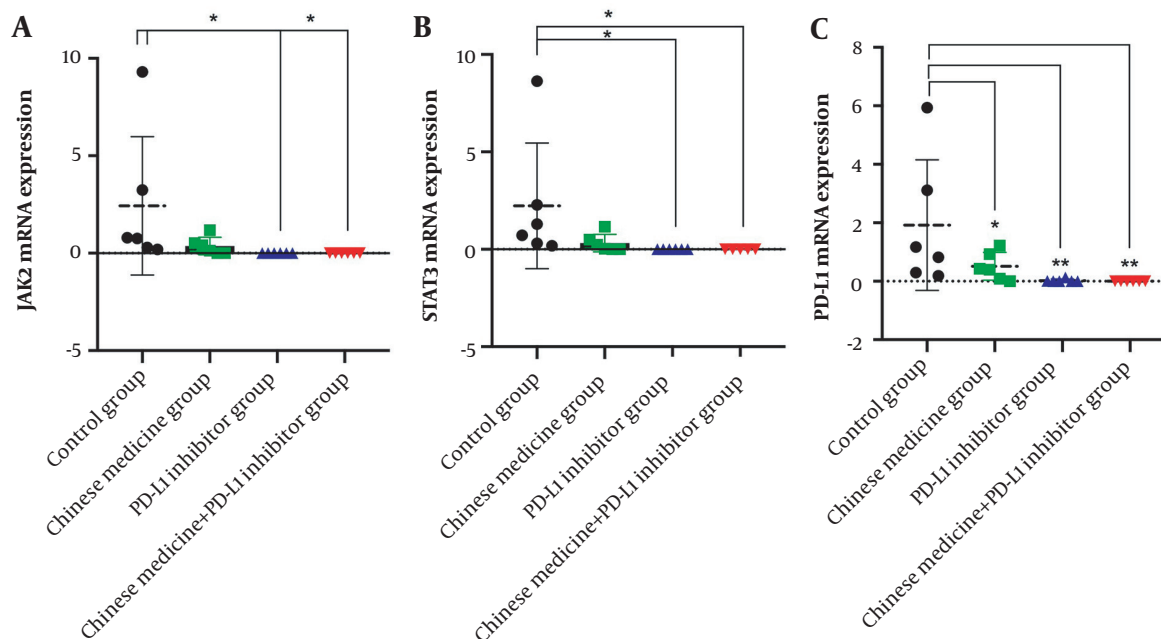 A
*
*
JAK2 mRNA expression
10
5
0
-5
Control group
Chinese medicine group
PD-L1 inhibitor group
Chinese medicine+PD-L1 inhibitor group
B
*
*
STAT3 mRNA expression
10
5
0
-5
Control group
Chinese medicine group
PD-L1 inhibitor group
Chinese medicine+PD-L1 inhibitor group
C
PD-L1 mRNA expression
8
6
4
2
0
-2
*
**
**
Control group
Chinese medicine group
PD-L1 inhibitor group
Chinese medicine+PD-L1 inhibitor group